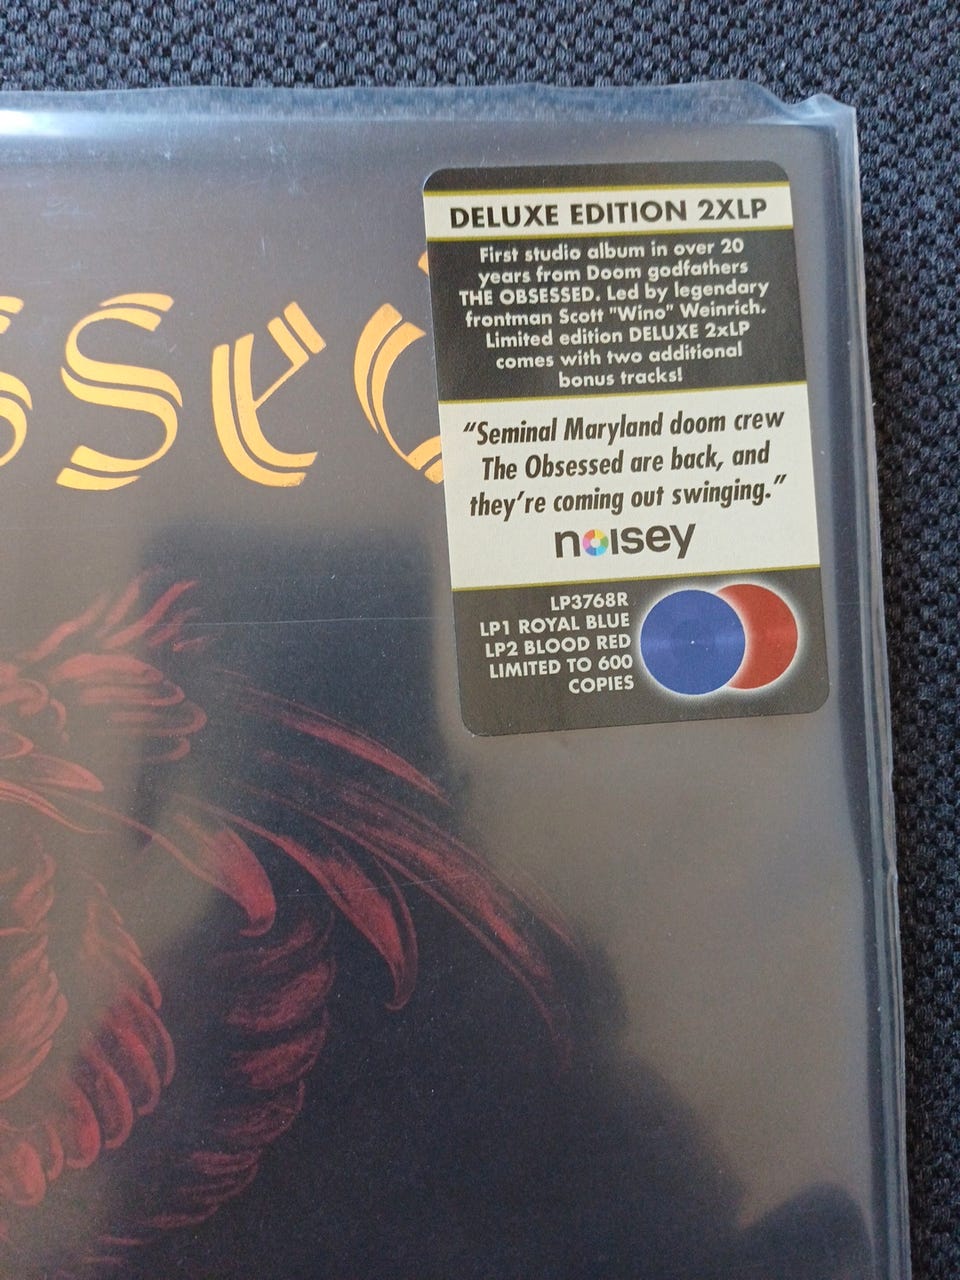 ssed
DELUXE EDITION 2XLP
First studio album in over 20
years from Doom godfathers
THE OBSESSED. Led by legendary
frontman Scott "Wino" Weinrich.
Limited edition DELUXE 2xLP
comes with two additional
bonus tracks!
“Seminal Maryland doom crew
The Obsessed are back, and
they’re coming out swinging.”
noisey
LP3768R
LP1 ROYAL BLUE
LP2 BLOOD RED
LIMITED TO 600
COPIES